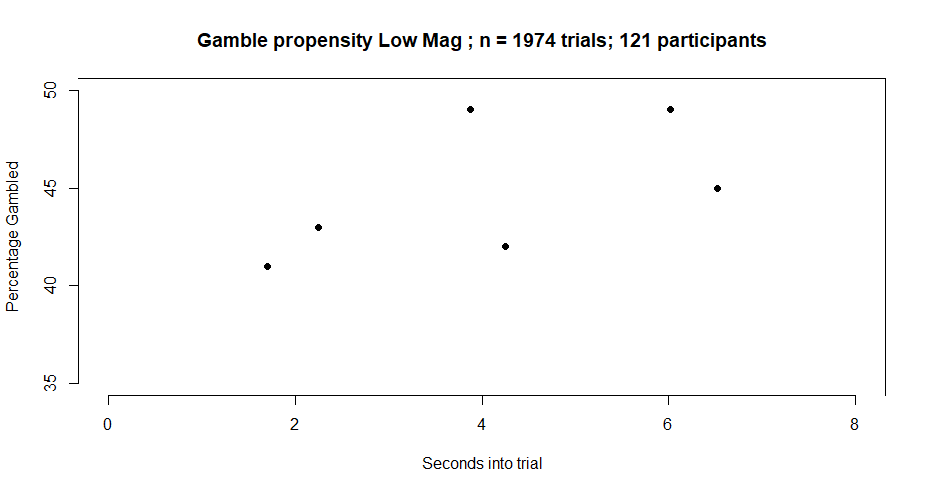 Gamble propensity Low Mag ; n = 1974 trials; 121 participants
Percentage Gambled
50
45
40
35
0 2 4 6 8
Seconds into trial